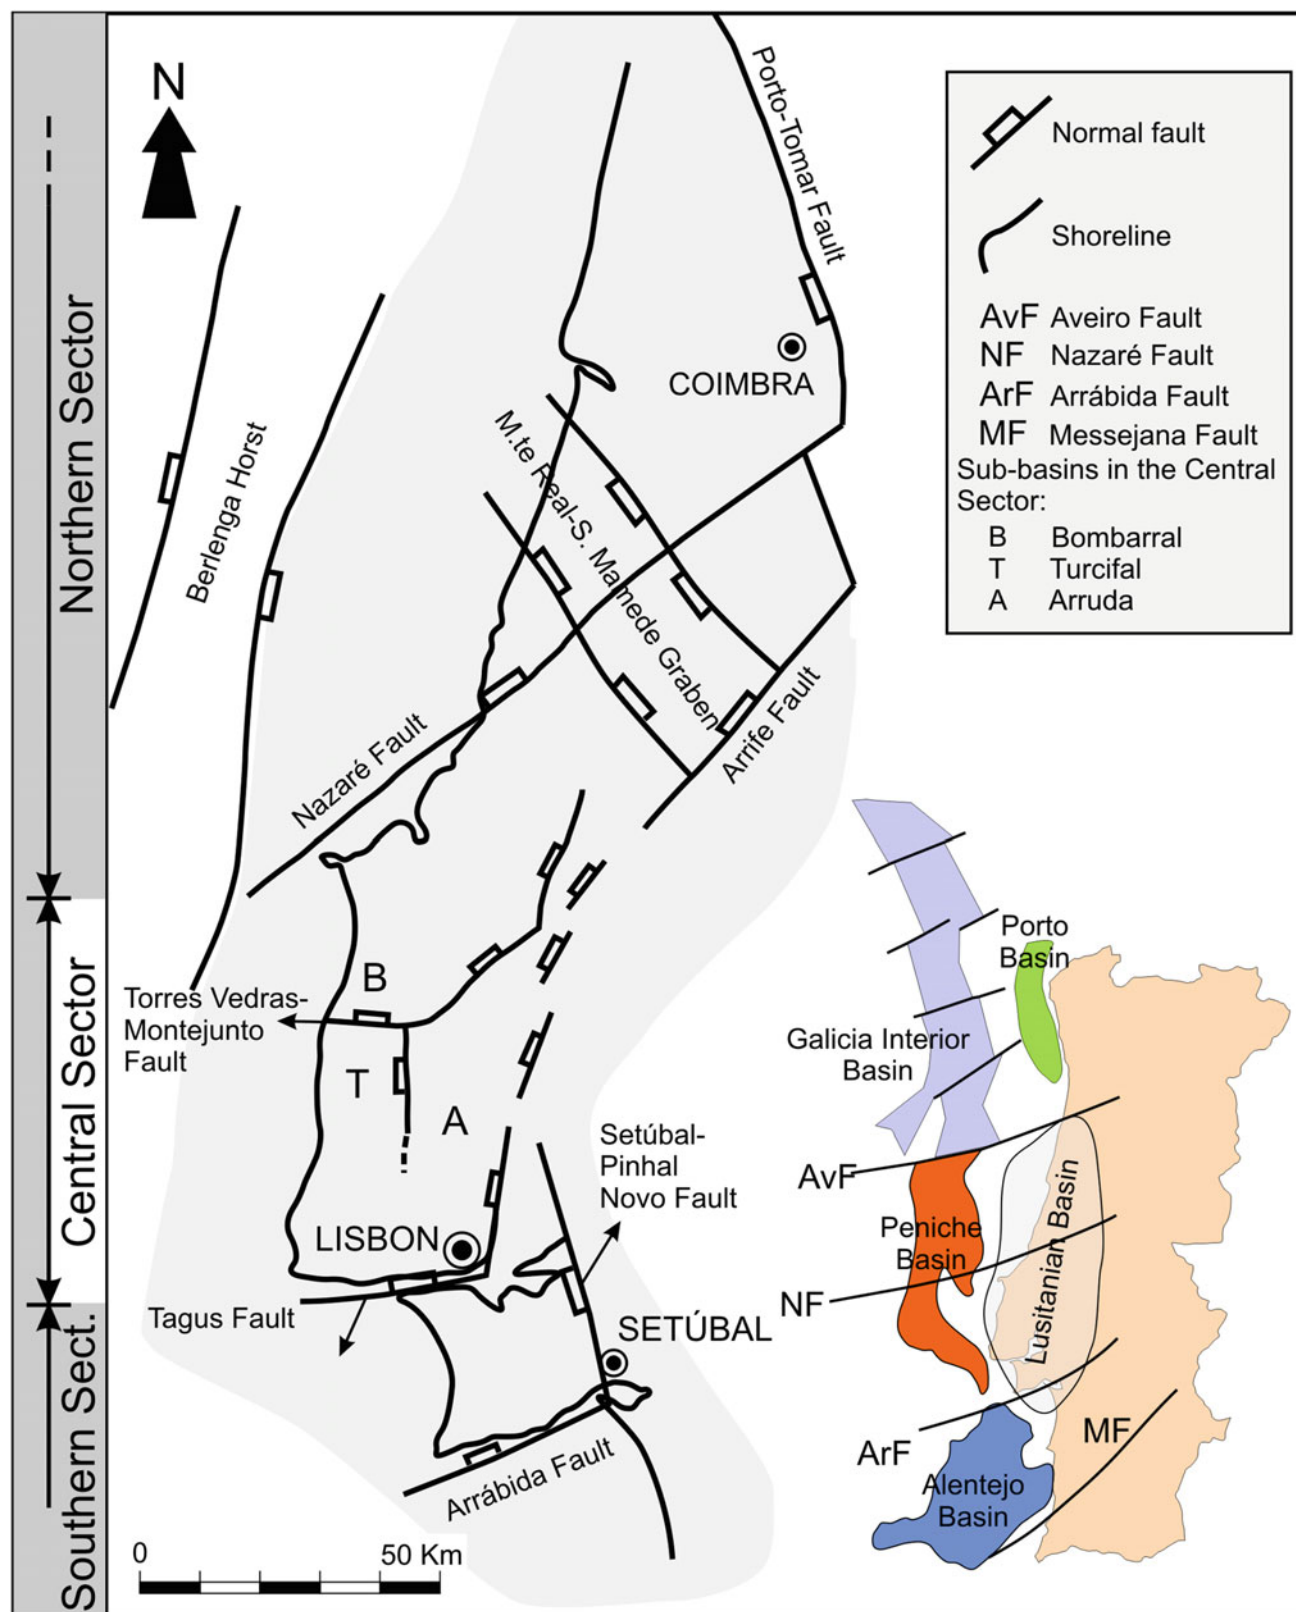 N
Northern Sector
Central Sector
Southern Sect.
Porto-Tomar Fault
COIMBRA
Berlenga Horst
M.te Real-S. Mamede Graben
Nazaré Fault
Arrife Fault
B
Torres Vedras-
Montejunto
Fault
T
A
Setúbal-
Pinhal
Novo Fault
LISBON
Tagus Fault
SETÚBAL
Arrábida Fault
0
50 Km
Normal fault
Shoreline
AvF Aveiro Fault
NF Nazaré Fault
ArF Arrábida Fault
MF Messejana Fault
Sub-basins in the Central
Sector:
B Bombarral
T Turcifal
A Arruda
Porto
Basin
Galicia Interior
Basin
AvF
Peniche
Basin
Lusitanian Basin
NF
ArF
MF
Alentejo
Basin